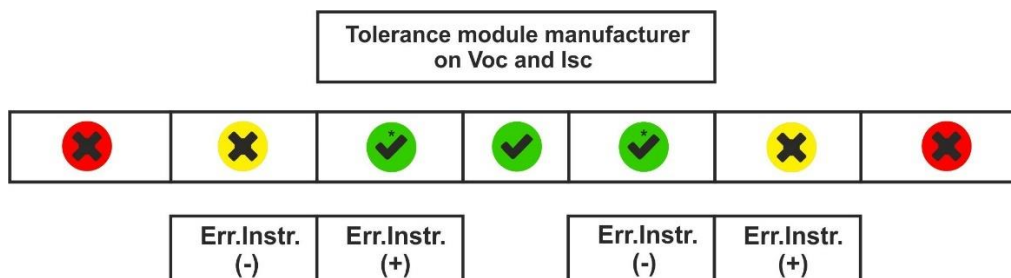 Tolerance module manufacturer
on Voc and Isc
* *
Err.Instr. Err.Instr. Err.Instr. Err.Instr.
(-) (+) (-) (+)